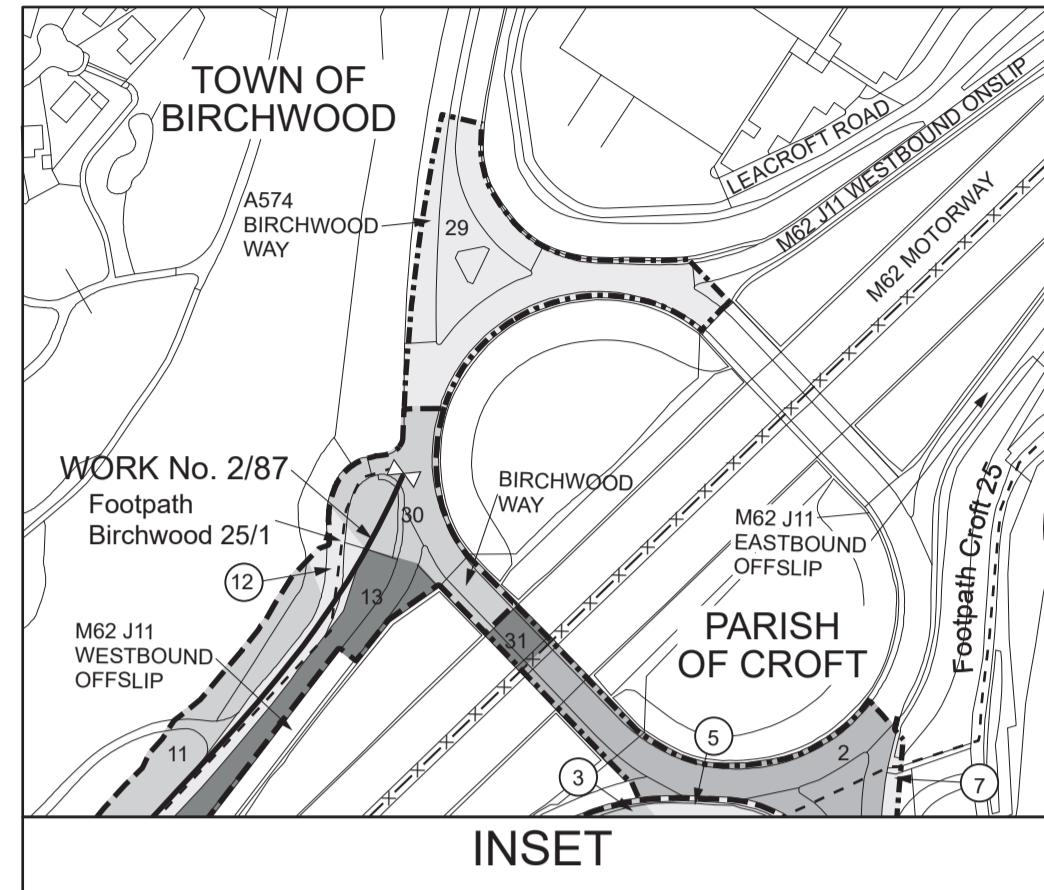 TOWN OF
BIRCHWOOD
LEACROFT ROAD
M62 J11 WESTBOUND ONSLIP
M62 MOTORWAY
A574
BIRCHWOOD
WAY
29
WORK No. 2/87
Footpath
Birchwood 25/1
30
BIRCHWOOD
WAY
M62 J11
EASTBOUND
OFFSLIP
Footpath Croft 25
12
13
M62 J11
WESTBOUND
OFFSLIP
31
PARISH
OF CROFT
11
5
2
3
7
INSET